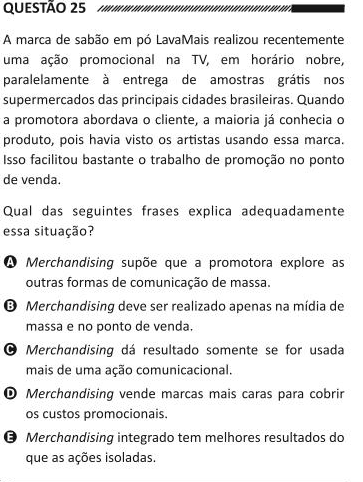 QUESTÃO 25
A marca de sabão em pó LavaMais realizou recentemente
uma ação promocional na TV, em horário nobre,
paralelamente à entrega de amostras grátis nos
supermercados das principais cidades brasileiras. Quando
a promotora abordava o cliente, a maioria já conhecia o
produto, pois havia visto os artistas usando essa marca.
Isso facilitou bastante o trabalho de promoção no ponto
de venda.
Qual das seguintes frases explica adequadamente
essa situação?
A Merchandising supõe que a promotora explore as
outras formas de comunicação de massa.
B Merchandising deve ser realizado apenas na mídia de
massa e no ponto de venda.
C Merchandising dá resultado somente se for usada
mais de uma ação comunicacional.
D Merchandising vende marcas mais caras para cobrir
os custos promocionais.
E Merchandising integrado tem melhores resultados do
que as ações isoladas.